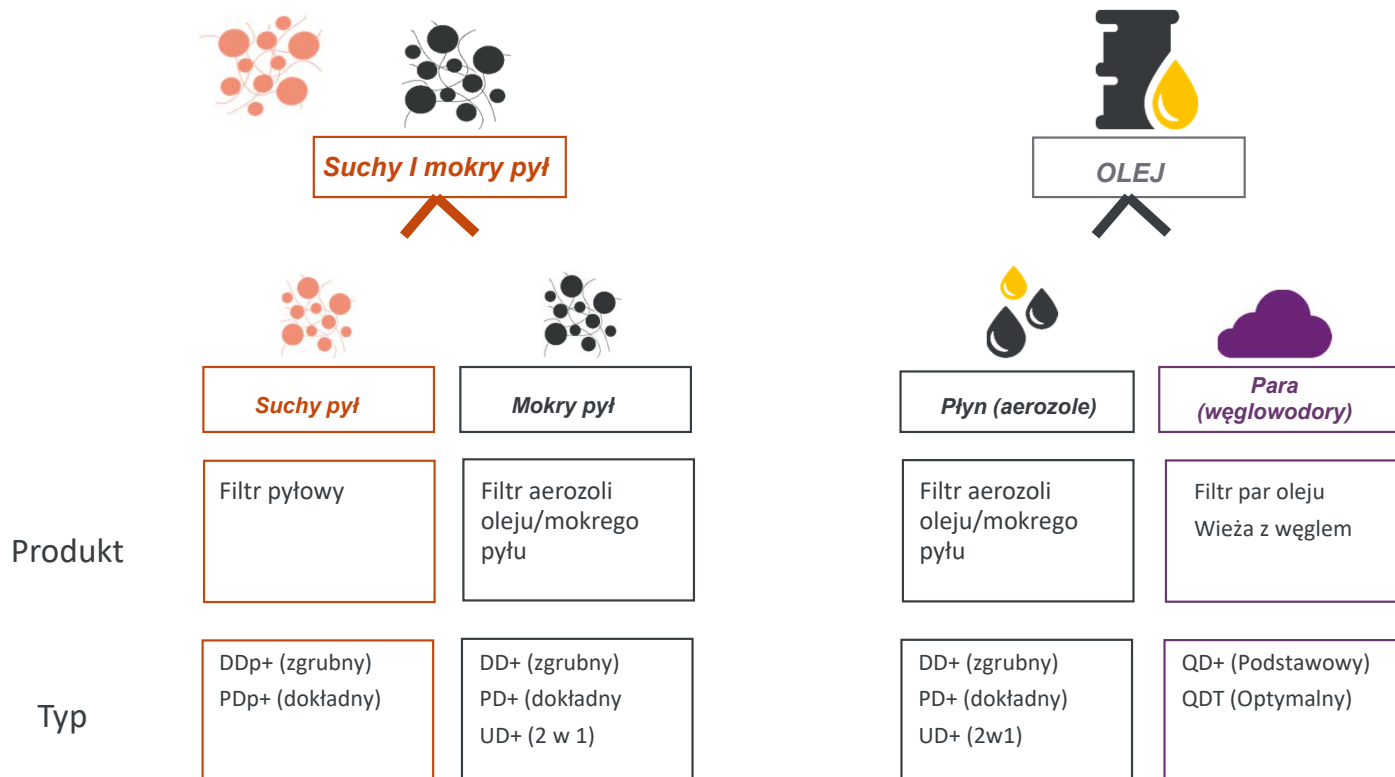 Suchy I mokry pył
OLEJ
Suchy pył
Mokry pył
Płyn (aerozole)
Para
(węglowodory)
Produkt
Filtr pyłowy
Filtr aerozoli
oleju/mokrego
pyłu
Filtr aerozoli
oleju/mokrego
pyłu
Filtr par oleju
Wieża z węglem
Typ
DDp+ (zgrubny)
PDp+ (dokładny)
DD+ (zgrubny)
PD+ (dokładny
UD+ (2 w 1)
DD+ (zgrubny)
PD+ (dokładny)
UD+ (2w1)
QD+ (Podstawowy)
QDT (Optymalny)